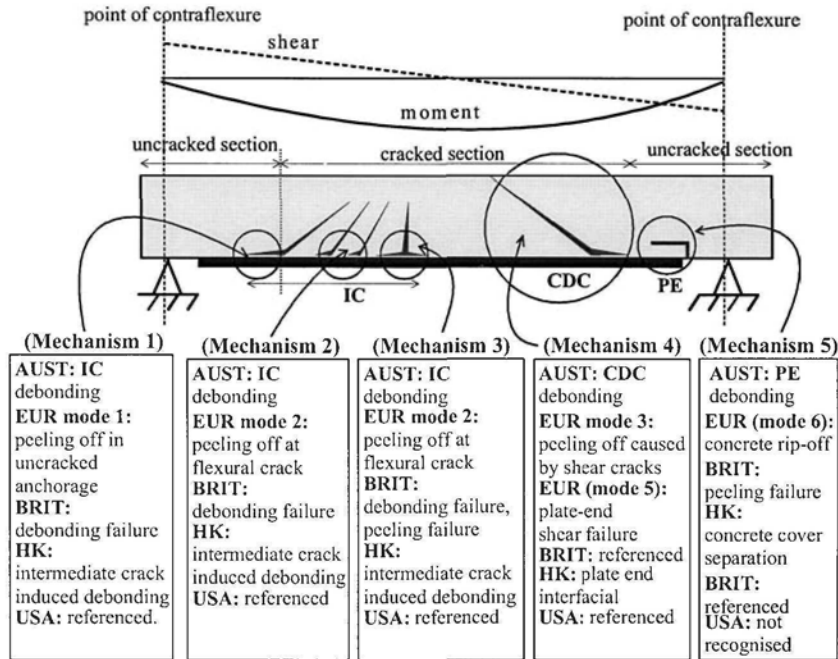 point of contraflexure
point of contraflexure
shear
moment
uncracked section
cracked section
uncracked section
IC
CDC
PE
(Mechanism 1)
AUST: IC
debonding
EUR mode 1:
peeling off in
uncracked
anchorage
BRIT:
debonding failure
HK:
intermediate crack
induced debonding
USA: referenced.
(Mechanism 2)
AUST: IC
debonding
EUR mode 2:
peeling off at
flexural crack
BRIT:
debonding failure
HK:
intermediate crack
induced debonding
USA: referenced
(Mechanism 3)
AUST: IC
debonding
EUR mode 2:
peeling off at
flexural crack
BRIT:
debonding failure,
peeling failure
HK:
intermediate crack
induced debonding
USA: referenced
(Mechanism 4)
AUST: CDC
debonding
EUR mode 3:
peeling off caused
by shear cracks
EUR (mode 5):
plate-end
shear failure
BRIT: referenced
HK: plate end
interfacial
USA: referenced
(Mechanism 5)
AUST: PE
debonding
EUR (mode 6):
concrete rip-off
BRIT:
peeling failure
HK:
concrete cover
separation
BRIT:
referenced
USA: not
recognised